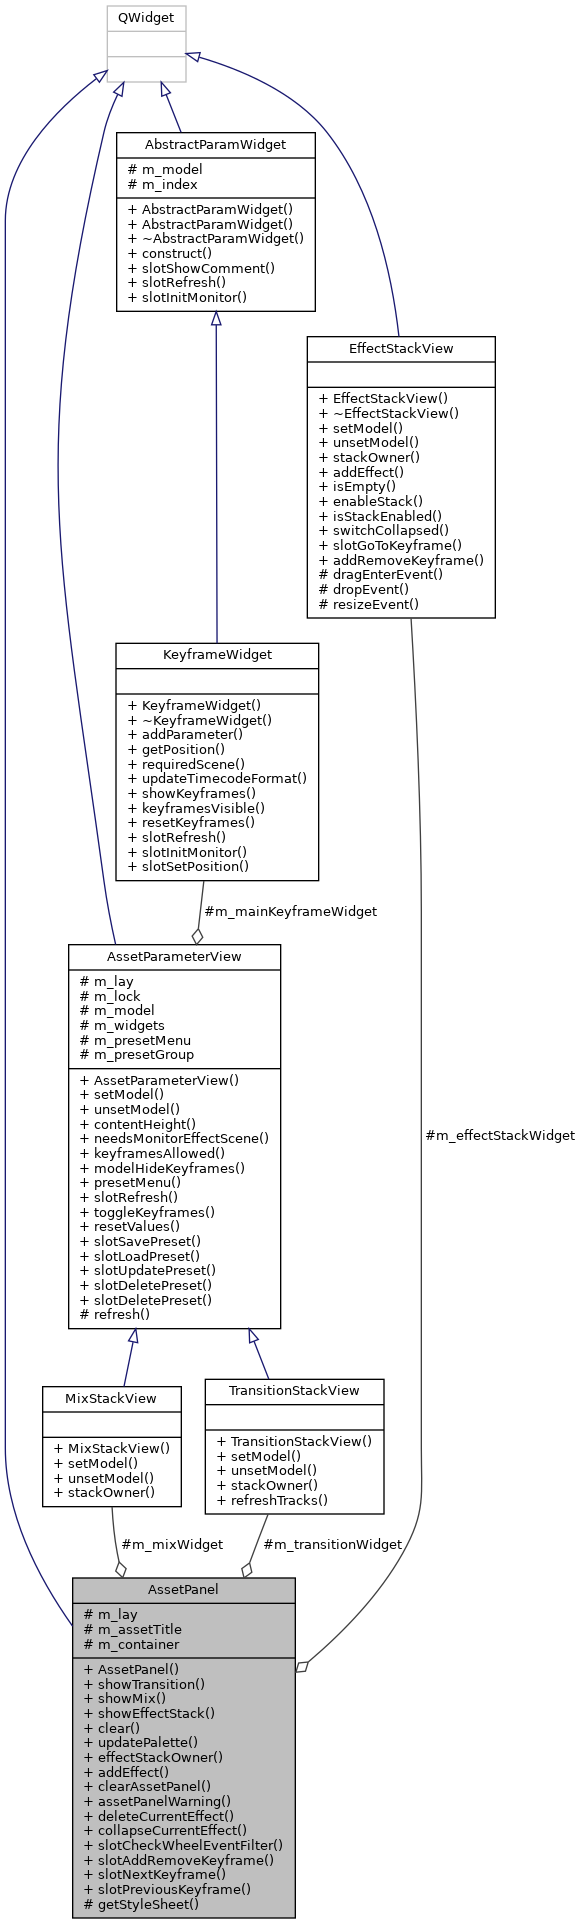 QWidget
AbstractParamWidget
# m_model
# m_index
+ AbstractParamWidget()
+ AbstractParamWidget()
+ ~AbstractParamWidget()
+ construct()
+ slotShowComment()
+ slotRefresh()
+ slotInitMonitor()
EffectStackView
+ EffectStackView()
+ ~EffectStackView()
+ setModel()
+ unsetModel()
+ stackOwner()
+ addEffect()
+ isEmpty()
+ enableStack()
+ isStackEnabled()
+ switchCollapsed()
+ slotGoToKeyframe()
+ addRemoveKeyframe()
# dragEnterEvent()
# dropEvent()
# resizeEvent()
KeyframeWidget
+ KeyframeWidget()
+ ~KeyframeWidget()
+ addParameter()
+ getPosition()
+ requiredScene()
+ updateTimecodeFormat()
+ showKeyframes()
+ keyframesVisible()
+ resetKeyframes()
+ slotRefresh()
+ slotInitMonitor()
+ slotSetPosition()
#m_mainKeyframeWidget
AssetParameterView
# m_lay
# m_lock
# m_model
# m_widgets
# m_presetMenu
# m_presetGroup
+ AssetParameterView()
+ setModel()
+ unsetModel()
+ contentHeight()
+ needsMonitorEffectScene()
+ keyframesAllowed()
+ modelHideKeyframes()
+ presetMenu()
+ slotRefresh()
+ toggleKeyframes()
+ resetValues()
+ slotSavePreset()
+ slotLoadPreset()
+ slotUpdatePreset()
+ slotDeletePreset()
+ slotDeletePreset()
# refresh()
#m_effectStackWidget
MixStackView
+ MixStackView()
+ setModel()
+ unsetModel()
+ stackOwner()
TransitionStackView
+ TransitionStackView()
+ setModel()
+ unsetModel()
+ stackOwner()
+ refreshTracks()
#m_mixWidget
#m_transitionWidget
AssetPanel
# m_lay
# m_assetTitle
# m_container
+ AssetPanel()
+ showTransition()
+ showMix()
+ showEffectStack()
+ clear()
+ updatePalette()
+ effectStackOwner()
+ addEffect()
+ clearAssetPanel()
+ assetPanelWarning()
+ deleteCurrentEffect()
+ collapseCurrentEffect()
+ slotCheckWheelEventFilter()
+ slotAddRemoveKeyframe()
+ slotNextKeyframe()
+ slotPreviousKeyframe()
# getStyleSheet()